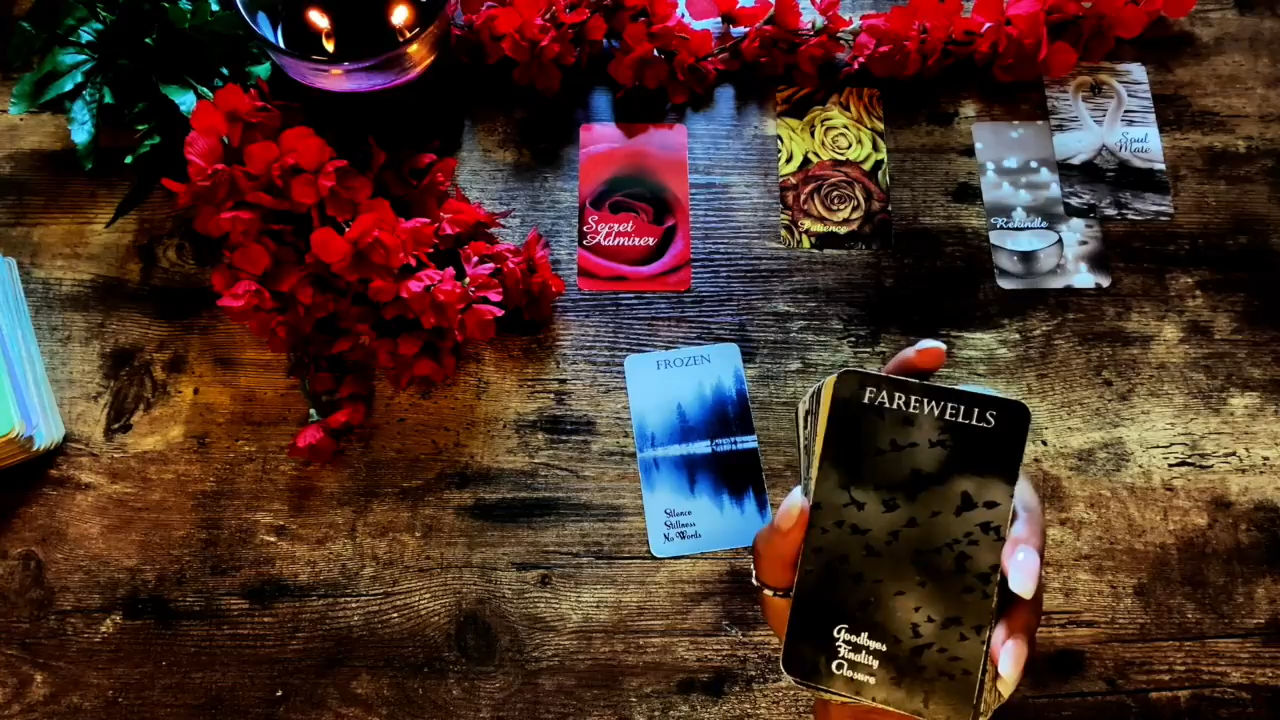 Soul
Mate
Secret
Admirer
Patience
Rekindle
FROZEN
Silence
Stillness
No Words
FAREWELLS
Goodbyes
Finality
Closure